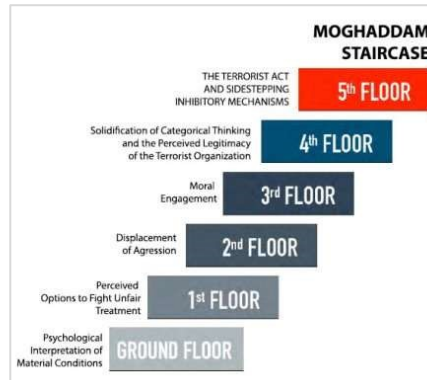 MOGHADDAM
STAIRCASE
THE TERRORIST ACT
AND SIDESTEPPING
INHIBITORY MECHANISMS
5th FLOOR
Solidification of Categorical Thinking
and the Perceived Legitimacy
of the Terrorist Organization
4th FLOOR
Moral
Engagement
3rd FLOOR
Displacement
of Agression
2nd FLOOR
Perceived
Options to Fight Unfair
Treatment
1st FLOOR
Psychological
Interpretation of
Material Conditions
GROUND FLOOR